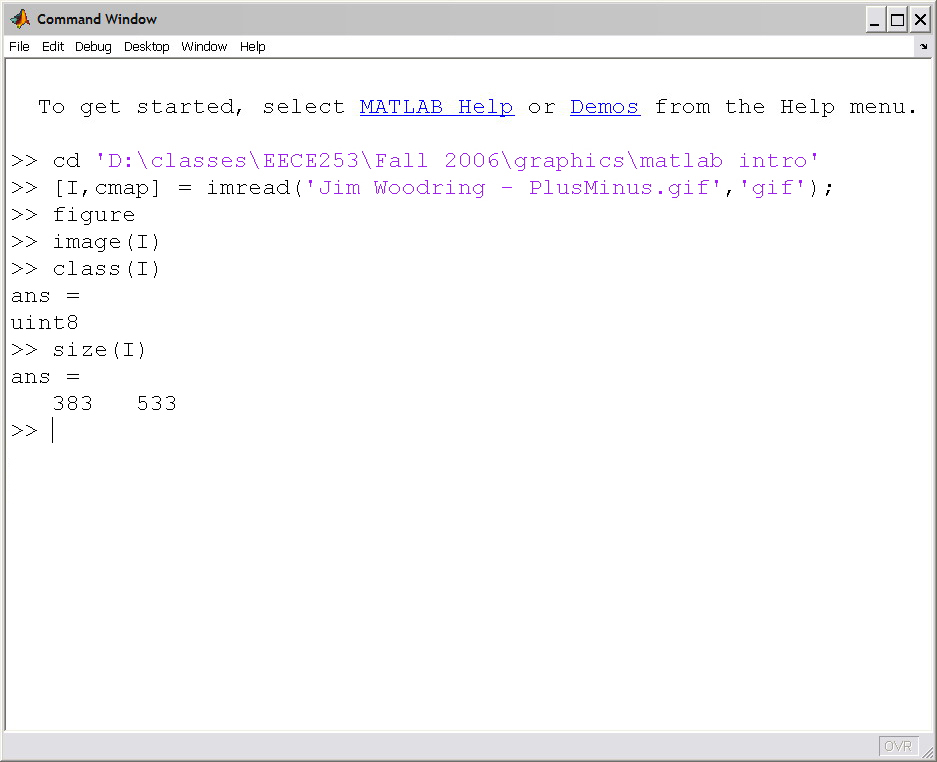 Command Window
File Edit Debug Desktop Window Help
To get started, select MATLAB Help or Demos from the Help menu.
>> cd 'D:\classes\EECE253\Fall 2006\graphics\matlab intro'
>> [I,cmap] = imread('Jim Woodring - PlusMinus.gif','gif');
>> figure
>> image(I)
>> class(I)
ans =
uint8
>> size(I)
ans =
383 533
>>
OVR